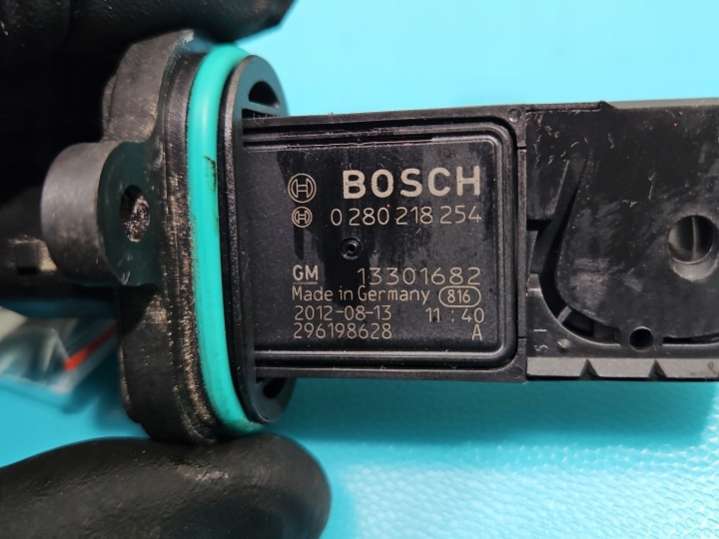 BOSCH
0 280 218 254
GM 13301682
Made in Germany 816
2012-08-13 11:40
296198628 A